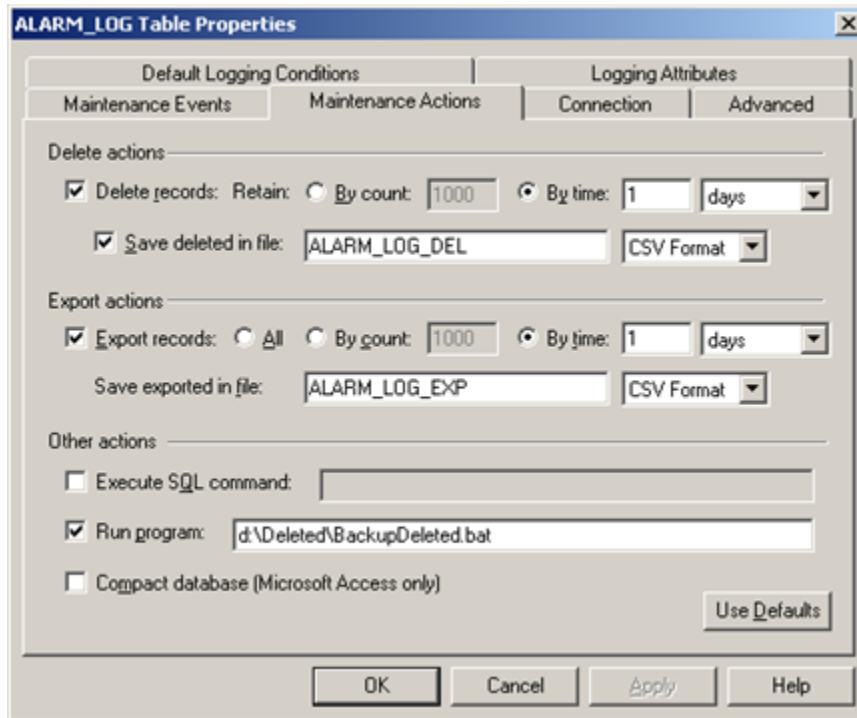 ALARM_LOG Table Properties
Default Logging Conditions Logging Attributes
Maintenance Events Maintenance Actions Connection Advanced
Delete actions
Delete records: Retain: By count: 1000 By time: 1 days
Save deleted in file: ALARM_LOG_DEL CSV Format
Export actions
Export records: All By count: 1000 By time: 1 days
Save exported in file: ALARM_LOG_EXP CSV Format
Other actions
Execute SQL command:
Run program: d:\Deleted\BackupDeleted.bat
Compact database (Microsoft Access only)
Use Defaults
OK Cancel Apply Help